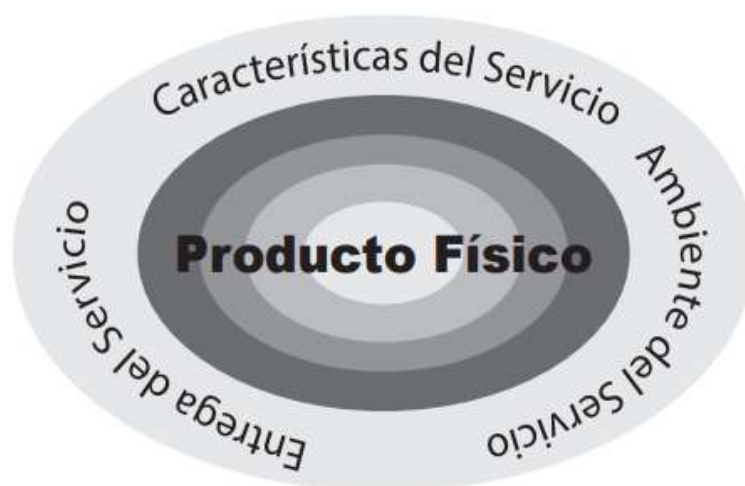 Características del Servicio
Ambiente del Servicio
Producto Físico
Entrega del Servicio